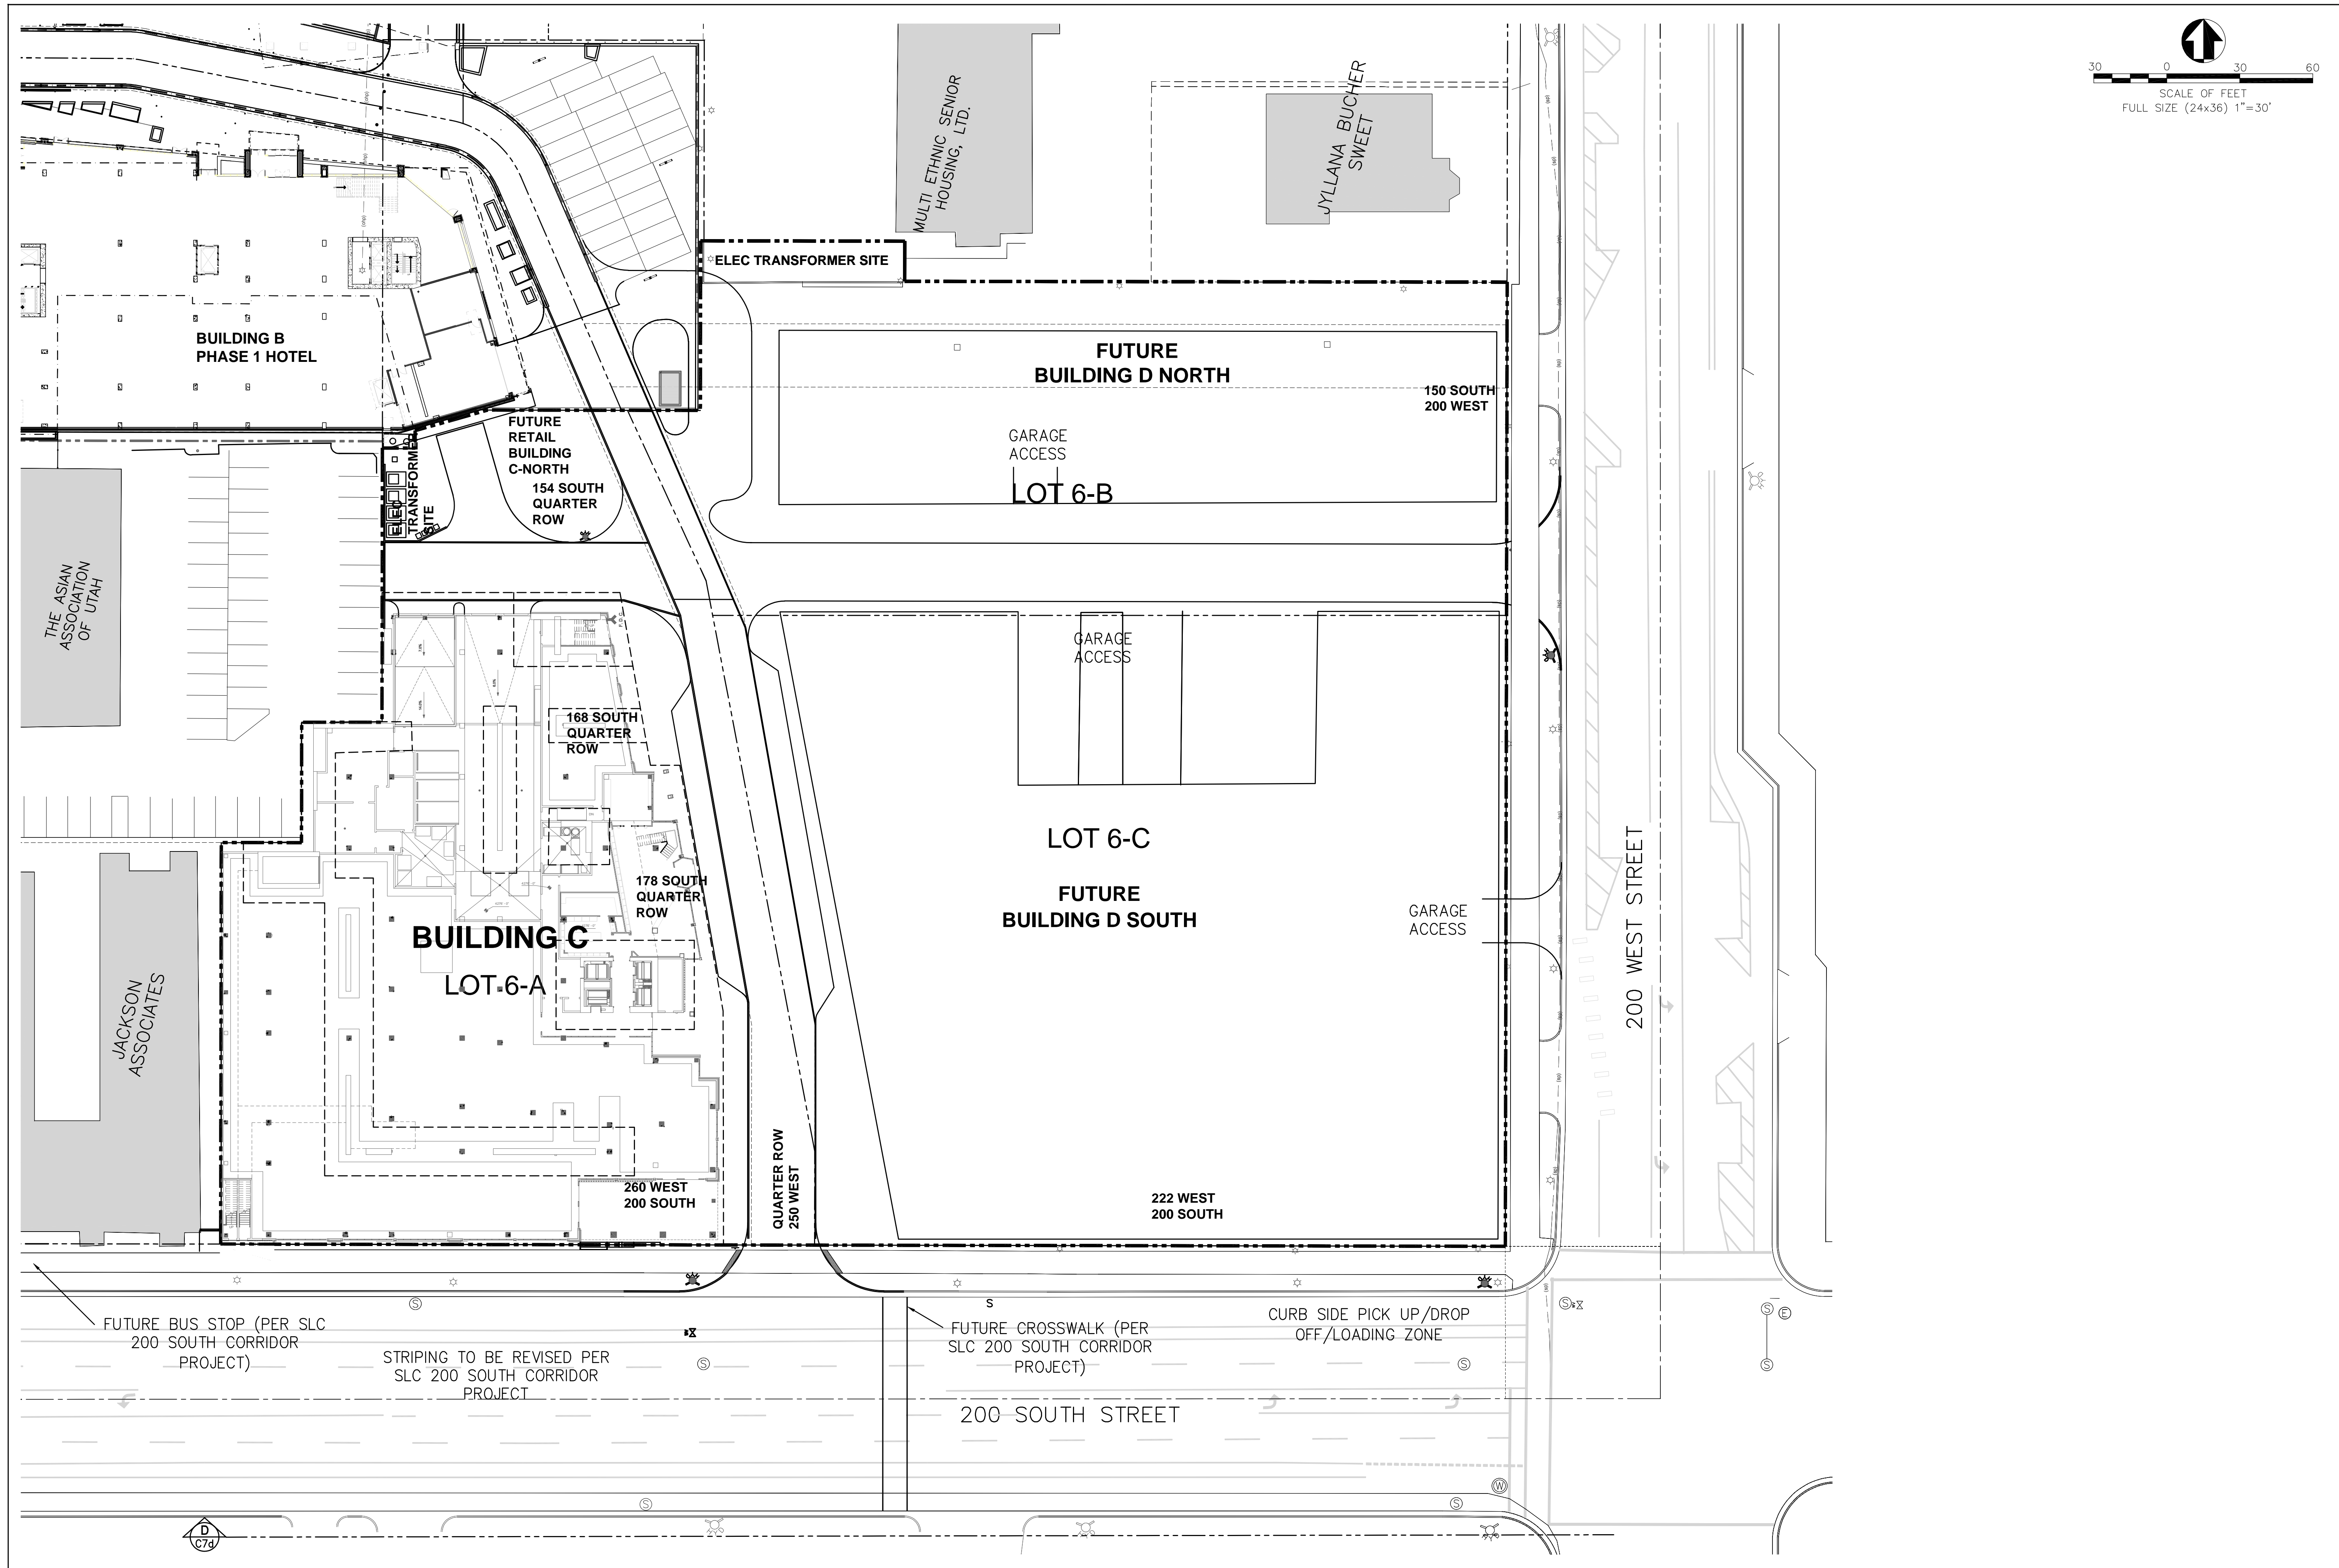 30 0 30 60
SCALE OF FEET
FULL SIZE (24x36) 1"=30'
MULTI ETHNIC SENIOR
HOUSING, LTD.
JYLLANA BUCHER
SWEET
ELEC TRANSFORMER SITE
BUILDING B
PHASE 1 HOTEL
FUTURE
BUILDING D NORTH
150 SOUTH
200 WEST
FUTURE
RETAIL
BUILDING
C-NORTH
154 SOUTH
QUARTER
ROW
GARAGE
ACCESS
LOT 6-B
ELEC
TRANSFORMER
SITE
THE ASIAN
ASSOCIATION
OF UTAH
GARAGE
ACCESS
168 SOUTH
QUARTER
ROW
LOT 6-C
178 SOUTH
QUARTER
ROW
FUTURE
BUILDING D SOUTH
GARAGE
ACCESS
200 WEST STREET
BUILDING C
LOT 6-A
JACKSON
ASSOCIATES
QUARTER ROW
250 WEST
260 WEST
200 SOUTH
222 WEST
200 SOUTH
S
S
S
S
E
FUTURE BUS STOP (PER SLC
200 SOUTH CORRIDOR
PROJECT)
STRIPING TO BE REVISED PER
SLC 200 SOUTH CORRIDOR
PROJECT
FUTURE CROSSWALK (PER
SLC 200 SOUTH CORRIDOR
PROJECT)
CURB SIDE PICK UP/DROP
OFF/LOADING ZONE
S
S
S
200 SOUTH STREET
W
S
S
D
C7d